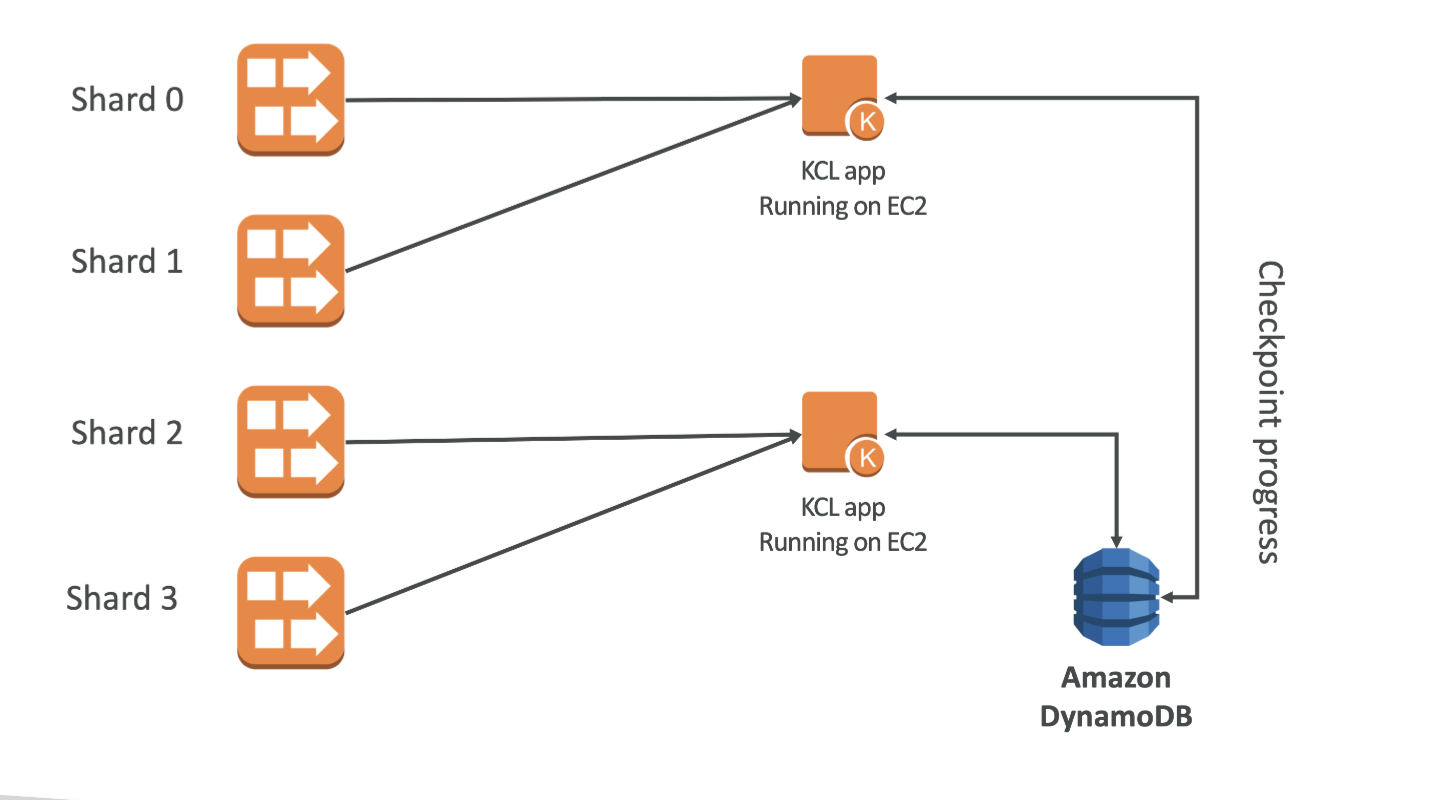 Shard 0
K
KCL app
Running on EC2
Shard 1
Checkpoint progress
Shard 2
K
KCL app
Running on EC2
Shard 3
Amazon
DynamoDB